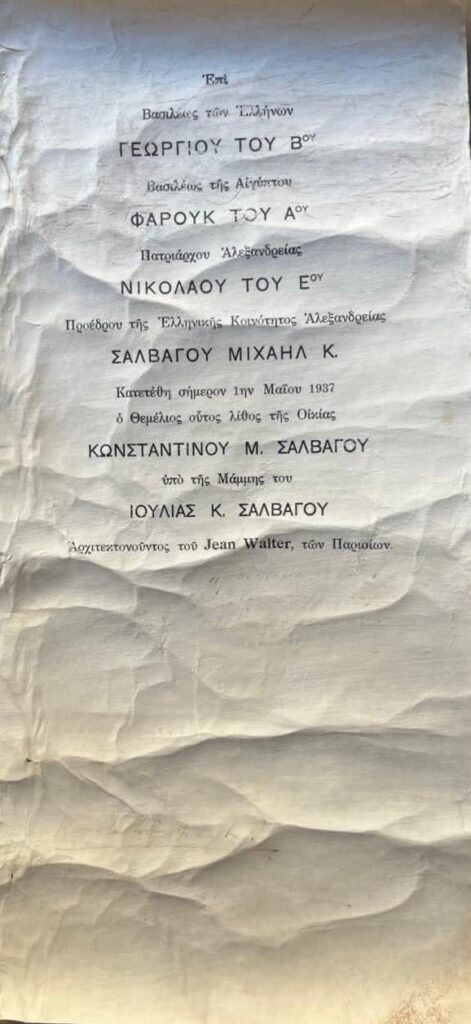 Ἐπὶ
Βασιλέως τῶν Ἑλλήνων
ΓΕΩΡΓΙΟΥ ΤΟΥ Βου
Βασιλέως τῆς Αἰγύπτου
ΦΑΡΟΥΚ ΤΟΥ Αου
Πατριάρχου Ἀλεξανδρείας
ΝΙΚΟΛΑΟΥ ΤΟΥ Εου
Προέδρου τῆς Ἑλληνικῆς Κοινότητος Ἀλεξανδρείας
ΣΑΛΒΑΓΟΥ ΜΙΧΑΗΛ Κ.
Κατετέθη σήμερον 1ην Μαΐου 1937
ὁ Θεμέλιος οὗτος λίθος τῆς Οἰκίας
ΚΩΝΣΤΑΝΤΙΝΟΥ Μ. ΣΑΛΒΑΓΟΥ
ὑπὸ τῆς Μάμμης του
ΙΟΥΛΙΑΣ Κ. ΣΑΛΒΑΓΟΥ
Ἀρχιτεκτονοῦντος τοῦ Jean Walter, τῶν Παρισίων.